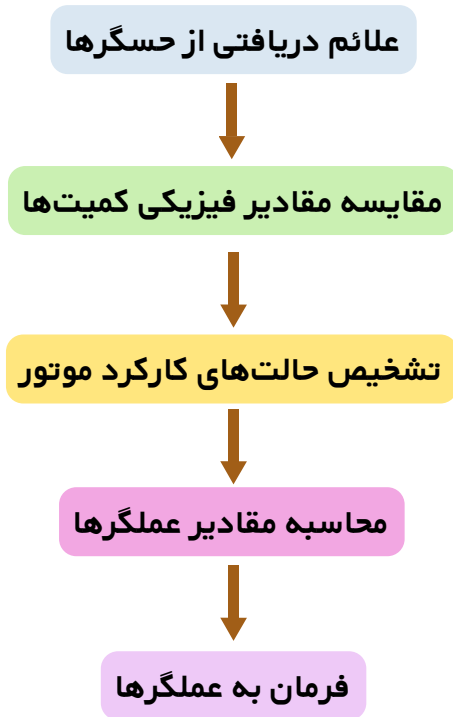 علائم دریافتی از حسگرها
مقایسه مقادیر فیزیکی کمیت‌ها
تشخیص حالت‌های کارکرد موتور
محاسبه مقادیر عملگرها
فرمان به عملگرها